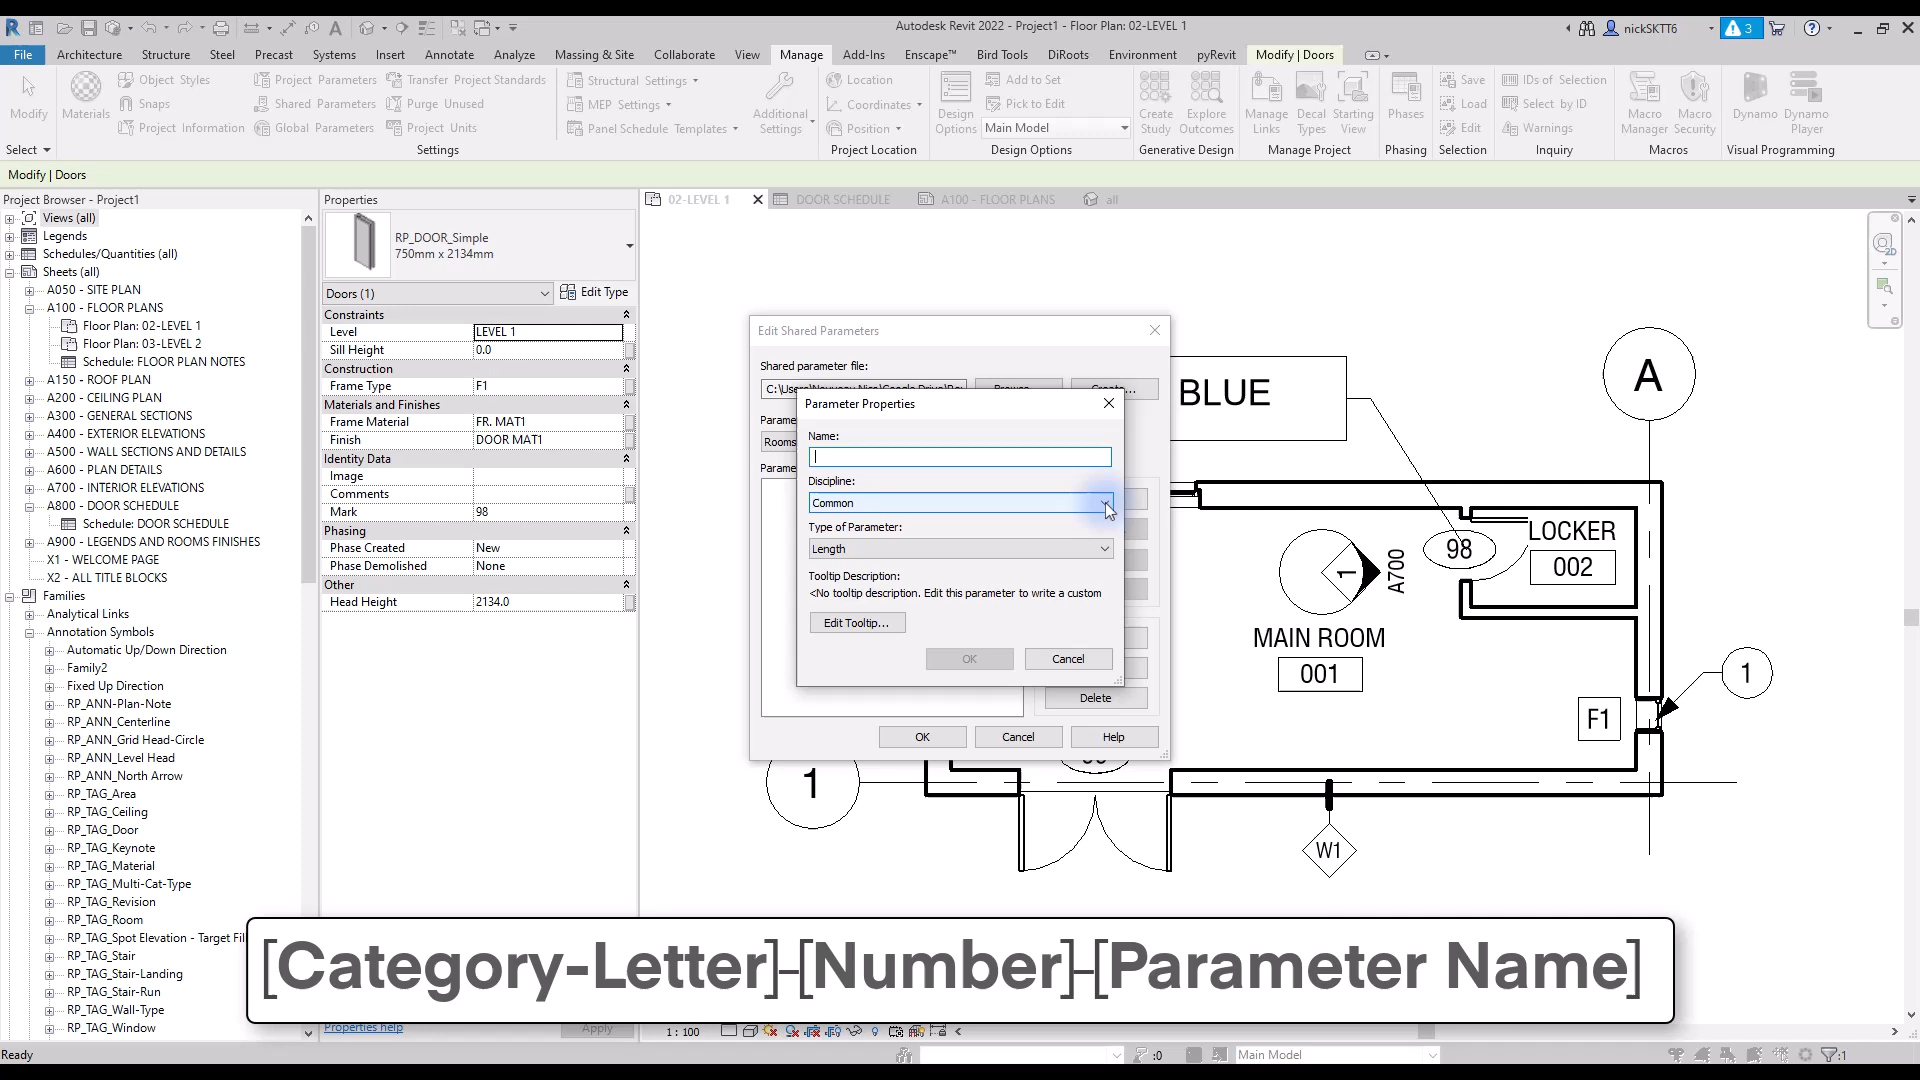 Autodesk Revit 2022 - Project1 - Floor Plan: 02-LEVEL 1
nickSKTT6
3
File Architecture Structure Steel Precast Systems Insert Annotate Analyze Massing & Site Collaborate View Manage Add-Ins Enscape™ Bird Tools DiRoots Environment pyRevit Modify | Doors
Object Styles Project Parameters Transfer Project Standards Structural Settings Location Add to Set Save IDs of Selection
Snaps Shared Parameters Purge Unused MEP Settings Coordinates Pick to Edit Load Select by ID
Modify Materials Additional Settings Design Options Create Study Explore Outcomes Manage Links Decal Types Starting View Phases Macro Manager Macro Security Dynamo Dynamo Player
Project Information Global Parameters Project Units Panel Schedule Templates Position Main Model Edit Warnings
Select Settings Project Location Design Options Generative Design Manage Project Phasing Selection Inquiry Macros Visual Programming
Modify | Doors
Project Browser - Project1
Views (all)
Legends
Schedules/Quantities (all)
Sheets (all)
A050 - SITE PLAN
A100 - FLOOR PLANS
Floor Plan: 02-LEVEL 1
Floor Plan: 03-LEVEL 2
Schedule: FLOOR PLAN NOTES
A150 - ROOF PLAN
A200 - CEILING PLAN
A300 - GENERAL SECTIONS
A400 - EXTERIOR ELEVATIONS
A500 - WALL SECTIONS AND DETAILS
A600 - PLAN DETAILS
A700 - INTERIOR ELEVATIONS
A800 - DOOR SCHEDULE
Schedule: DOOR SCHEDULE
A900 - LEGENDS AND ROOMS FINISHES
X1 - WELCOME PAGE
X2 - ALL TITLE BLOCKS
Families
Analytical Links
Annotation Symbols
Automatic Up/Down Direction
Family2
Fixed Up Direction
RP_ANN-Plan-Note
RP_ANN_Centerline
RP_ANN_Grid Head-Circle
RP_ANN_Level Head
RP_ANN_North Arrow
RP_TAG_Area
RP_TAG_Ceiling
RP_TAG_Door
RP_TAG_Keynote
RP_TAG_Material
RP_TAG_Multi-Cat-Type
RP_TAG_Revision
RP_TAG_Room
RP_TAG_Spot Elevation - Target Fil
RP_TAG_Stair
RP_TAG_Stair-Landing
RP_TAG_Stair-Run
RP_TAG_Wall-Type
RP_TAG_Window
Properties
RP_DOOR_Simple
750mm x 2134mm
Doors (1) Edit Type
Constraints
Level LEVEL 1
Sill Height 0.0
Construction
Frame Type F1
Materials and Finishes
Frame Material FR. MAT1
Finish DOOR MAT1
Identity Data
Image
Comments
Mark 98
Phasing
Phase Created New
Phase Demolished None
Other
Head Height 2134.0
Properties help Apply
02-LEVEL 1 DOOR SCHEDULE A100 - FLOOR PLANS all
2D
Edit Shared Parameters
Shared parameter file:
Parame
Rooms
Parame
Delete
OK Cancel Help
Parameter Properties
Name:
Discipline:
Common
Type of Parameter:
Length
Tooltip Description:
<No tooltip description. Edit this parameter to write a custom
Edit Tooltip...
OK Cancel
BLUE
A
98
LOCKER
002
1
A700
MAIN ROOM
001
1
F1
1
W1
[Category-Letter]-[Number]-[Parameter Name]
1 : 100
Ready :0 Main Model :1